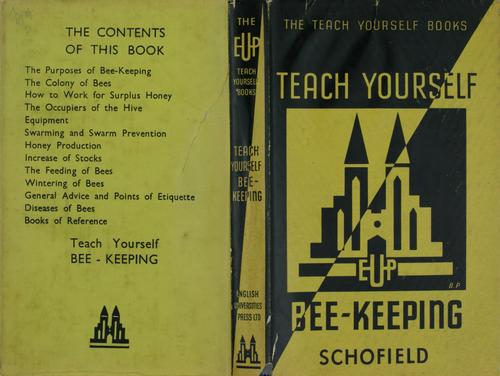 THE CONTENTS
OF THIS BOOK
The Purposes of Bee-Keeping
The Colony of Bees
How to Work for Surplus Honey
The Occupiers of the Hive
Equipment
Swarming and Swarm Prevention
Honey Production
Increase of Stocks
The Feeding of Bees
Wintering of Bees
General Advice and Points of Etiquette
Diseases of Bees
Books of Reference
Teach Yourself
BEE - KEEPING
THE
EUP
TEACH
YOURSELF
BOOKS
TEACH
YOURSELF
BEE-
KEEPING
ENGLISH
UNIVERSITIES
PRESS LTD
THE TEACH YOURSELF BOOKS
TEACH YOURSELF
EUP
B.P
BEE-KEEPING
SCHOFIELD